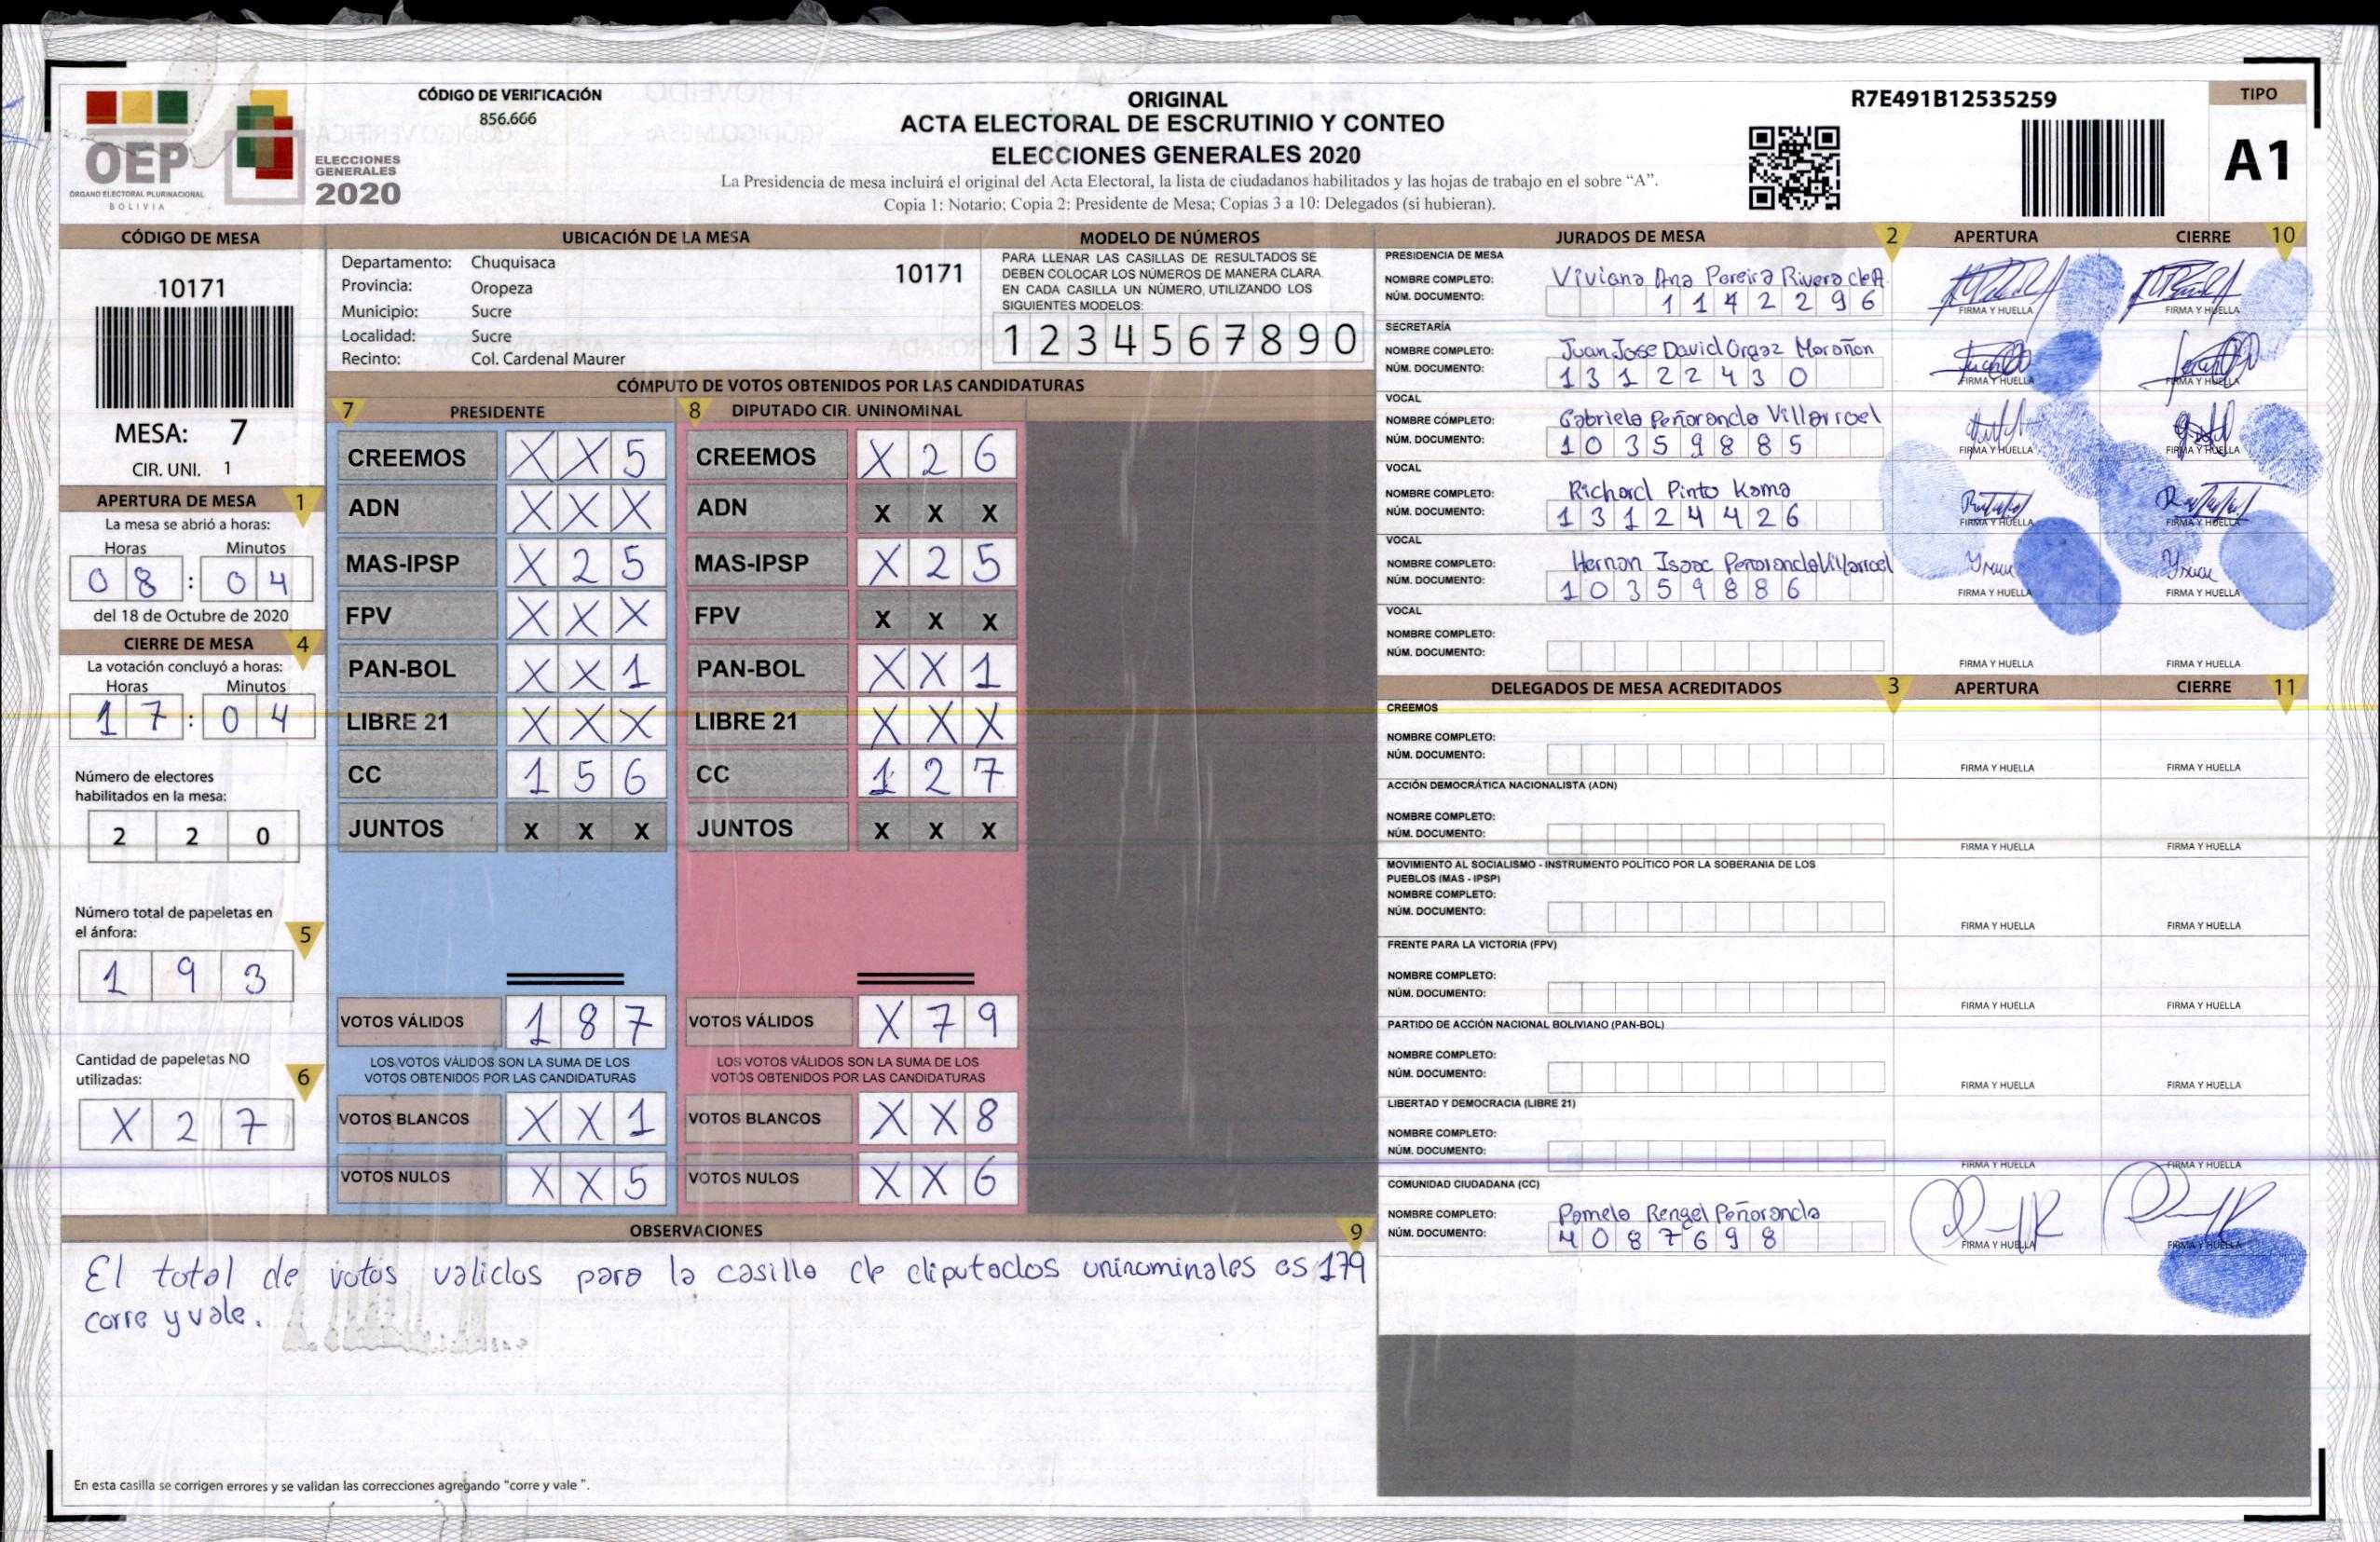 CÓDIGO DE VERIFICACIÓN
856.666
OEP
ÓRGANO ELECTORAL PLURINACIONAL
BOLIVIA
ELECCIONES
GENERALES
2020
ORIGINAL
ACTA ELECTORAL DE ESCRUTINIO Y CONTEO
ELECCIONES GENERALES 2020
La Presidencia de mesa incluirá el original del Acta Electoral, la lista de ciudadanos habilitados y las hojas de trabajo en el sobre “A”.
Copia 1: Notario; Copia 2: Presidente de Mesa; Copias 3 a 10: Delegados (si hubieran).
R7E491B12535259
TIPO
A1
CÓDIGO DE MESA
10171
MESA: 7
CIR. UNI. 1
APERTURA DE MESA 1
La mesa se abrió a horas:
Horas Minutos
0 8 : 0 4
del 18 de Octubre de 2020
CIERRE DE MESA 4
La votación concluyó a horas:
Horas Minutos
1 7 : 0 4
Número de electores
habilitados en la mesa:
2 2 0
Número total de papeletas en
el ánfora: 5
1 9 3
Cantidad de papeletas NO
utilizadas: 6
X 2 7
UBICACIÓN DE LA MESA
Departamento: Chuquisaca 10171
Provincia: Oropeza
Municipio: Sucre
Localidad: Sucre
Recinto: Col. Cardenal Maurer
MODELO DE NÚMEROS
PARA LLENAR LAS CASILLAS DE RESULTADOS SE
DEBEN COLOCAR LOS NÚMEROS DE MANERA CLARA.
EN CADA CASILLA UN NÚMERO, UTILIZANDO LOS
SIGUIENTES MODELOS:
1 2 3 4 5 6 7 8 9 0
CÓMPUTO DE VOTOS OBTENIDOS POR LAS CANDIDATURAS
7 PRESIDENTE 8 DIPUTADO CIR. UNINOMINAL
CREEMOS X X 5 CREEMOS X 2 6
ADN X X X ADN X X X
MAS-IPSP X 2 5 MAS-IPSP X 2 5
FPV X X X FPV X X X
PAN-BOL X X 1 PAN-BOL X X 1
LIBRE 21 X X X LIBRE 21 X X X
CC 1 5 6 CC 1 2 7
JUNTOS X X X JUNTOS X X X
VOTOS VÁLIDOS 1 8 7 VOTOS VÁLIDOS X 7 9
LOS VOTOS VÁLIDOS SON LA SUMA DE LOS LOS VOTOS VÁLIDOS SON LA SUMA DE LOS
VOTOS OBTENIDOS POR LAS CANDIDATURAS VOTOS OBTENIDOS POR LAS CANDIDATURAS
VOTOS BLANCOS X X 1 VOTOS BLANCOS X X 8
VOTOS NULOS X X 5 VOTOS NULOS X X 6
OBSERVACIONES 9
El total de votos validos para la casilla de diputados uninominales es 179
corre y vale.
En esta casilla se corrigen errores y se validan las correcciones agregando “corre y vale ”.
JURADOS DE MESA 2 APERTURA CIERRE 10
PRESIDENCIA DE MESA
NOMBRE COMPLETO: Viviana Ana Pereira Rivera de A.
NÚM. DOCUMENTO: 1 1 4 2 2 9 6
FIRMA Y HUELLA FIRMA Y HUELLA
SECRETARÍA
NOMBRE COMPLETO: Juan Jose David Orgaz Morañon
NÚM. DOCUMENTO: 1 3 1 2 2 4 3 0
FIRMA Y HUELLA FIRMA Y HUELLA
VOCAL
NOMBRE COMPLETO: Gabriela Peñaranda Villarroel
NÚM. DOCUMENTO: 1 0 3 5 9 8 8 5
FIRMA Y HUELLA FIRMA Y HUELLA
VOCAL
NOMBRE COMPLETO: Richard Pinto Kama
NÚM. DOCUMENTO: 1 3 1 2 4 4 2 6
FIRMA Y HUELLA FIRMA Y HUELLA
VOCAL
NOMBRE COMPLETO: Hernan Isaac Peñaranda Villarroel
NÚM. DOCUMENTO: 1 0 3 5 9 8 8 6
FIRMA Y HUELLA FIRMA Y HUELLA
VOCAL
NOMBRE COMPLETO:
NÚM. DOCUMENTO:
FIRMA Y HUELLA FIRMA Y HUELLA
DELEGADOS DE MESA ACREDITADOS 3 APERTURA CIERRE 11
CREEMOS
NOMBRE COMPLETO:
NÚM. DOCUMENTO:
FIRMA Y HUELLA FIRMA Y HUELLA
ACCIÓN DEMOCRÁTICA NACIONALISTA (ADN)
NOMBRE COMPLETO:
NÚM. DOCUMENTO:
FIRMA Y HUELLA FIRMA Y HUELLA
MOVIMIENTO AL SOCIALISMO - INSTRUMENTO POLÍTICO POR LA SOBERANIA DE LOS
PUEBLOS (MAS - IPSP)
NOMBRE COMPLETO:
NÚM. DOCUMENTO:
FIRMA Y HUELLA FIRMA Y HUELLA
FRENTE PARA LA VICTORIA (FPV)
NOMBRE COMPLETO:
NÚM. DOCUMENTO:
FIRMA Y HUELLA FIRMA Y HUELLA
PARTIDO DE ACCIÓN NACIONAL BOLIVIANO (PAN-BOL)
NOMBRE COMPLETO:
NÚM. DOCUMENTO:
FIRMA Y HUELLA FIRMA Y HUELLA
LIBERTAD Y DEMOCRACIA (LIBRE 21)
NOMBRE COMPLETO:
NÚM. DOCUMENTO:
FIRMA Y HUELLA FIRMA Y HUELLA
COMUNIDAD CIUDADANA (CC)
NOMBRE COMPLETO: Pamela Rengel Peñaranda
NÚM. DOCUMENTO: 4 0 8 7 6 9 8
FIRMA Y HUELLA FIRMA Y HUELLA